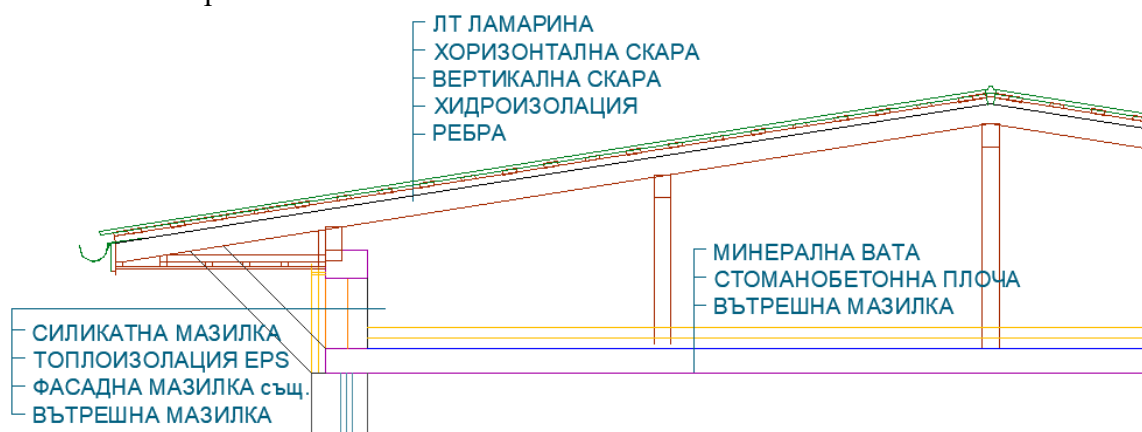 ЛТ ЛАМАРИНА
ХОРИЗОНТАЛНА СКАРА
ВЕРТИКАЛНА СКАРА
ХИДРОИЗОЛАЦИЯ
РЕБРА
МИНЕРАЛНА ВАТА
СТОМАНОБЕТОННА ПЛОЧА
ВЪТРЕШНА МАЗИЛКА
СИЛИКАТНА МАЗИЛКА
ТОПЛОИЗОЛАЦИЯ EPS
ФАСАДНА МАЗИЛКА същ.
ВЪТРЕШНА МАЗИЛКА